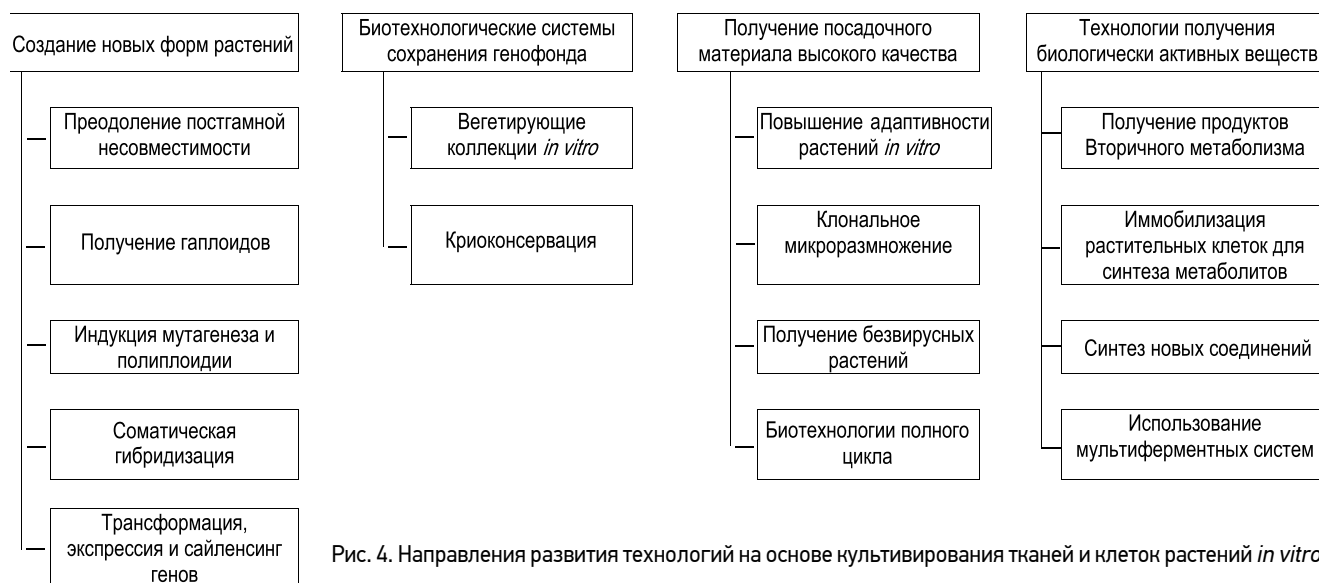 Создание новых форм растений
Преодоление постгамной
несовместимости
Получение гаплоидов
Индукция мутагенеза и
полиплоидии
Соматическая
гибридизация
Трансформация,
экспрессия и сайленсинг
генов
Биотехнологические системы
сохранения генофонда
Вегетирующие
коллекции in vitro
Криоконсервация
Получение посадочного
материала высокого качества
Повышение адаптивности
растений in vitro
Клональное
микроразмножение
Получение безвирусных
растений
Биотехнологии полного
цикла
Технологии получения
биологически активных веществ
Получение продуктов
Вторичного метаболизма
Иммобилизация
растительных клеток для
синтеза метаболитов
Синтез новых соединений
Использование
мультиферментных систем
Рис. 4. Направления развития технологий на основе культивирования тканей и клеток растений in vitro